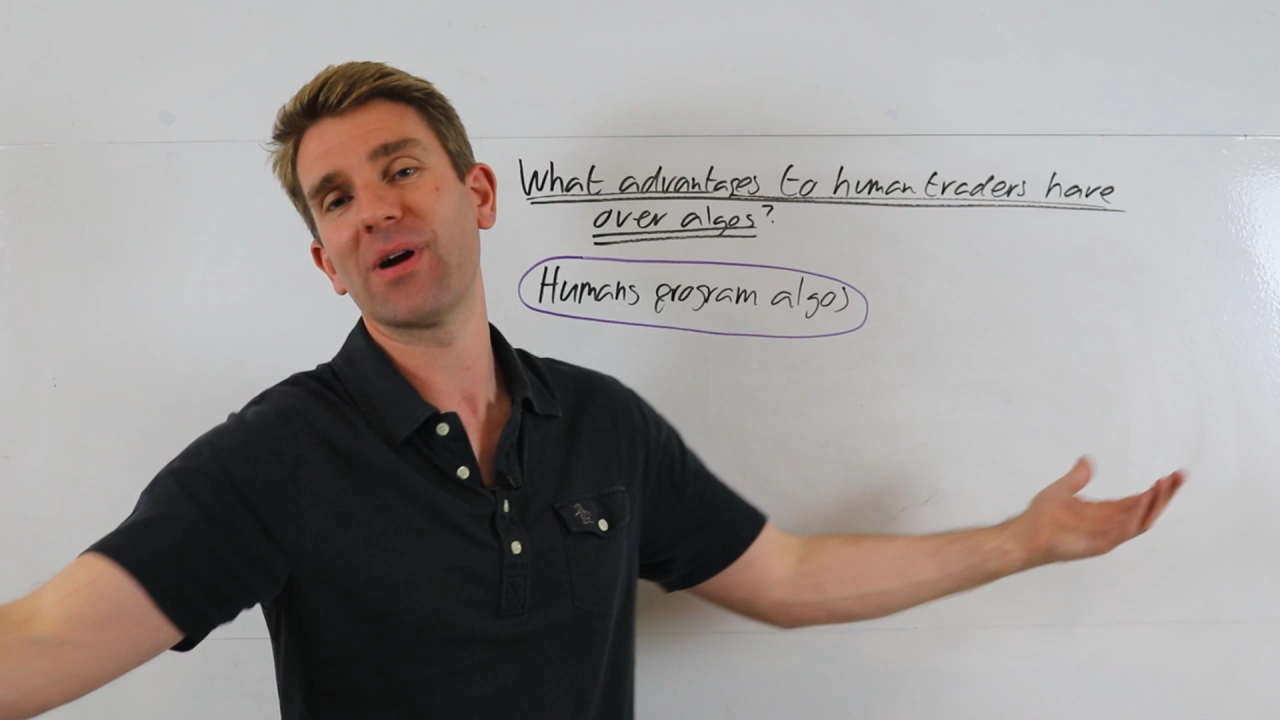 What advantages to human traders have
over algos?
Humans program algos